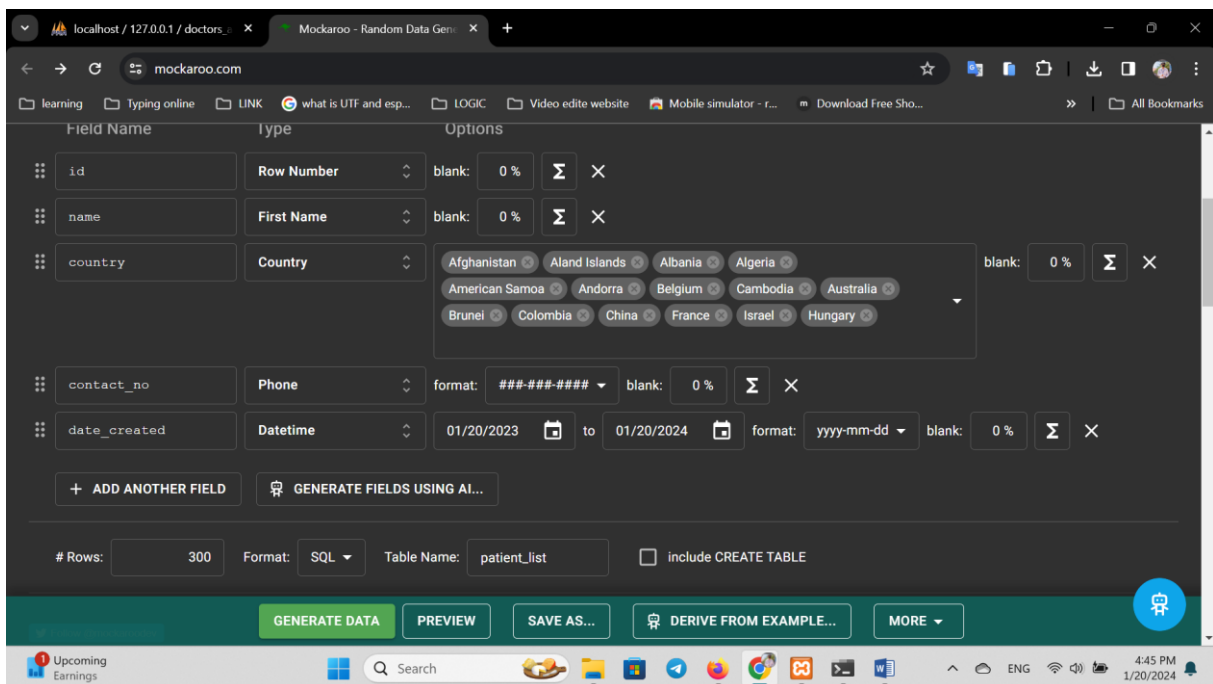 localhost / 127.0.0.1 / doctors_a
Mockaroo - Random Data Gene
mockaroo.com
learning Typing online LINK what is UTF and esp... LOGIC Video edite website Mobile simulator - r... m Download Free Sho... » All Bookmarks
Field Name Type Options
id Row Number blank: 0 % Σ
name First Name blank: 0 % Σ
country Country Afghanistan Aland Islands Albania Algeria blank: 0 % Σ
American Samoa Andorra Belgium Cambodia Australia
Brunei Colombia China France Israel Hungary
contact_no Phone format: ###-###-#### blank: 0 % Σ
date_created Datetime 01/20/2023 to 01/20/2024 format: yyyy-mm-dd blank: 0 % Σ
+ ADD ANOTHER FIELD GENERATE FIELDS USING AI...
# Rows: 300 Format: SQL Table Name: patient_list include CREATE TABLE
GENERATE DATA PREVIEW SAVE AS... DERIVE FROM EXAMPLE... MORE
1 Upcoming
Earnings
Search
ENG
4:45 PM
1/20/2024